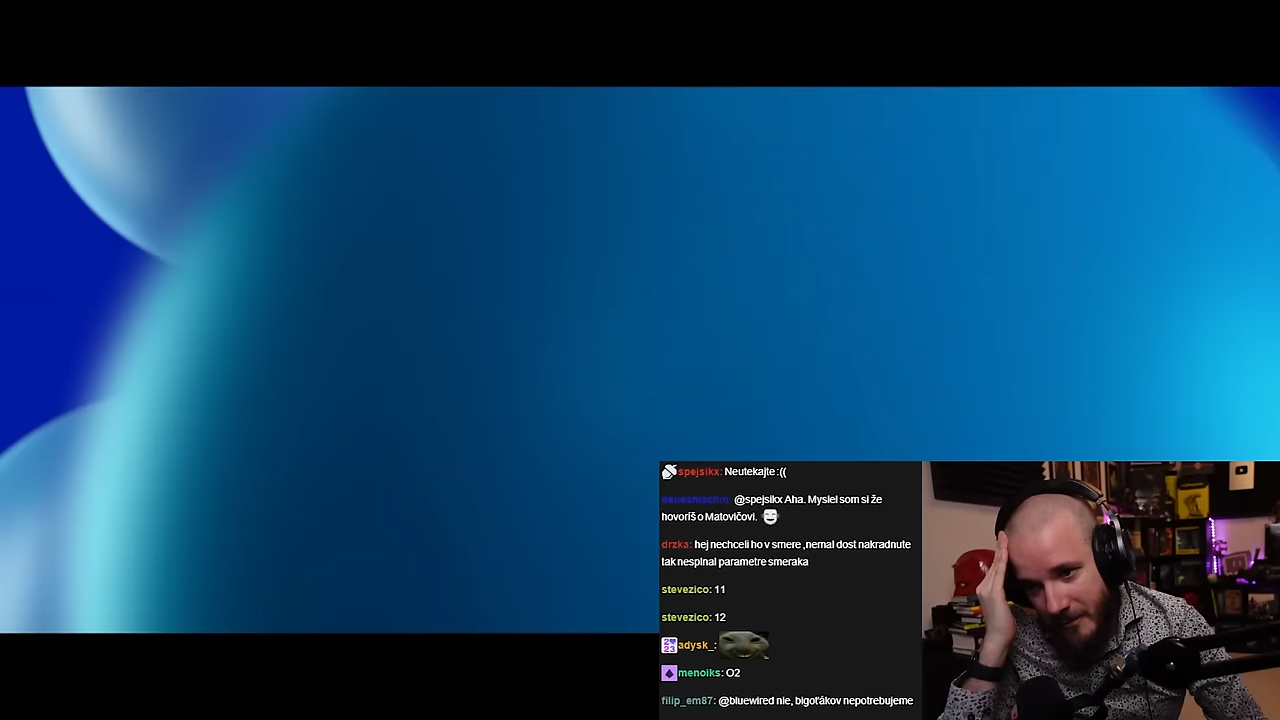 spejsikx: Neutekajte :((
@spejsikx Aha. Myslel som si že
hovoríš o Matovičovi.
drzka: hej nechceli ho v smere ,nemal dost nakradnute
tak nesplnal parametre smeraka
stevezico: 11
stevezico: 12
adysk_:
menoiks: O2
filip_em87: @bluewired nie, bigoťákov nepotrebujeme